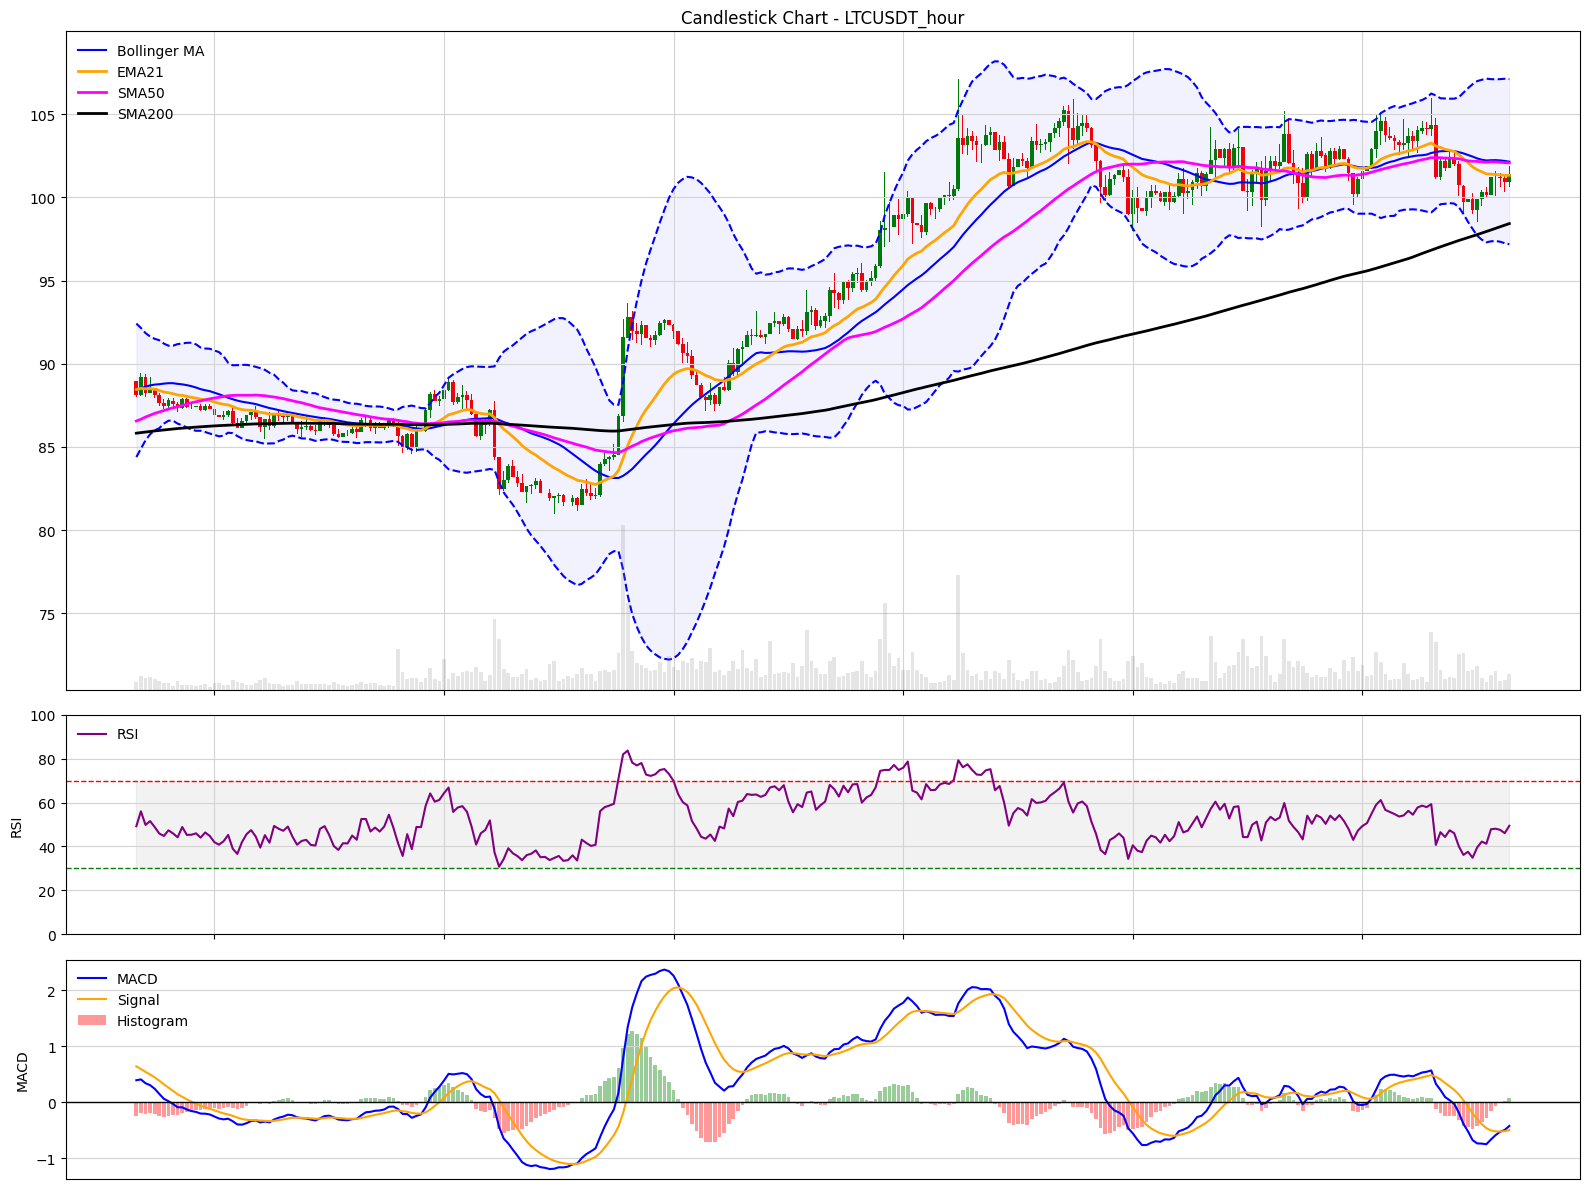 Candlestick Chart - LTCUSDT_hour
Bollinger MA
EMA21
SMA50
SMA200
105
100
95
90
85
80
75
RSI
100
80
60
40
20
0
RSI
MACD
Signal
Histogram
2
1
0
−1
MACD